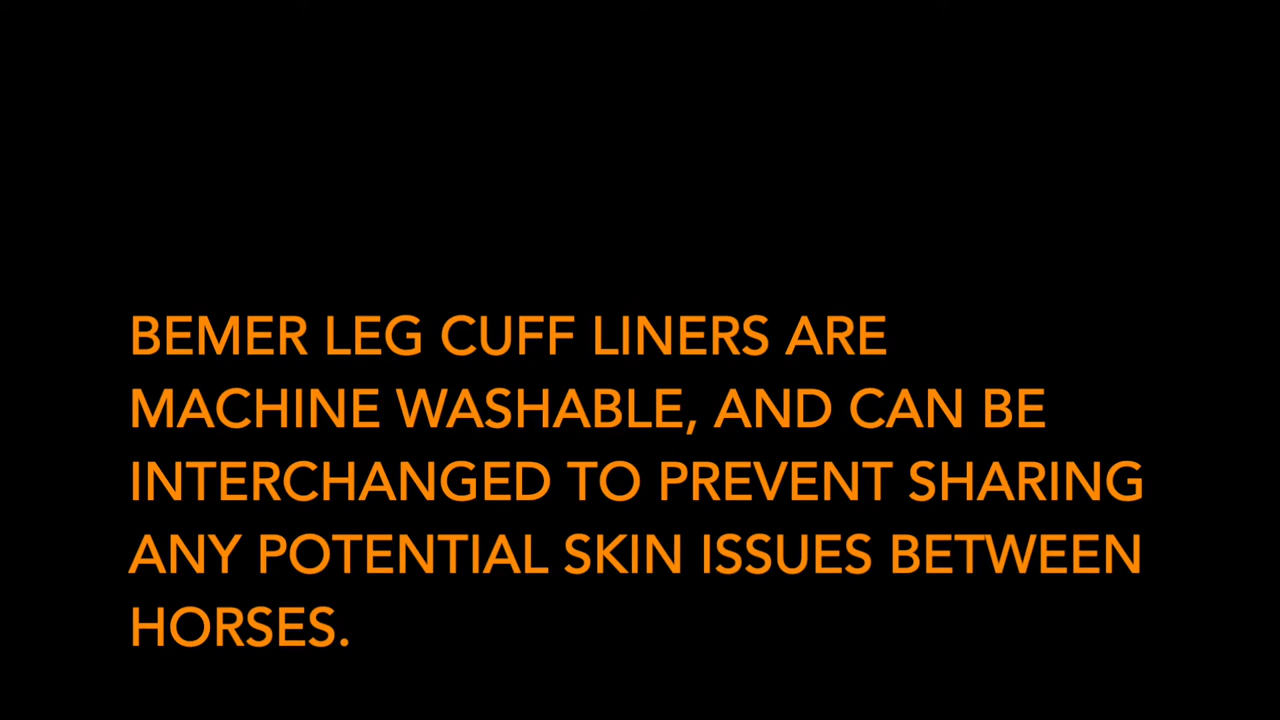 BEMER LEG CUFF LINERS ARE
MACHINE WASHABLE, AND CAN BE
INTERCHANGED TO PREVENT SHARING
ANY POTENTIAL SKIN ISSUES BETWEEN
HORSES.